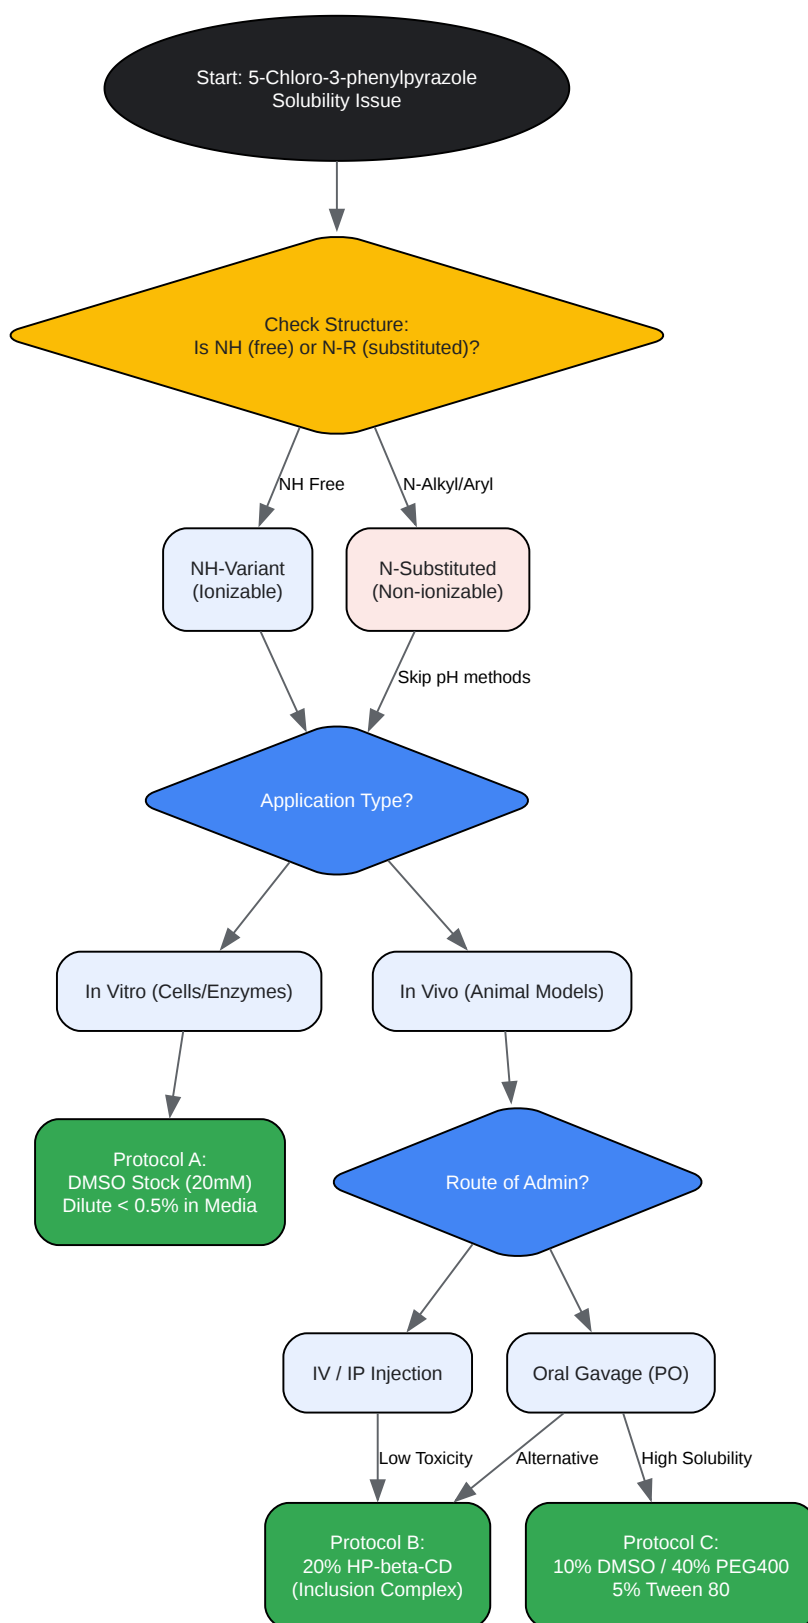 Start: 5-Chloro-3-phenylpyrazole
Solubility Issue
Check Structure:
Is NH (free) or N-R (substituted)?
NH Free
N-Alkyl/Aryl
NH-Variant
(Ionizable)
N-Substituted
(Non-ionizable)
Skip pH methods
Application Type?
In Vitro (Cells/Enzymes)
In Vivo (Animal Models)
Protocol A:
DMSO Stock (20mM)
Dilute < 0.5% in Media
Route of Admin?
IV / IP Injection
Oral Gavage (PO)
Low Toxicity
Alternative
High Solubility
Protocol B:
20% HP-beta-CD
(Inclusion Complex)
Protocol C:
10% DMSO / 40% PEG400
5% Tween 80